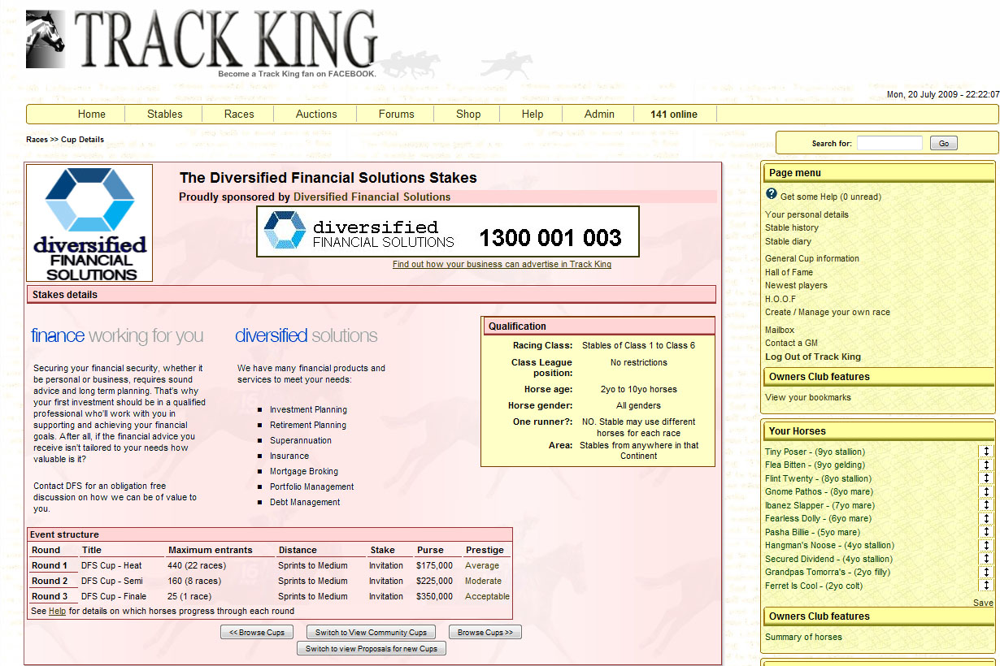 TRACK KING
Become a Track King fan on FACEBOOK.
Mon, 20 July 2009 - 22:22:07
Home Stables Races Auctions Forums Shop Help Admin 141 online
Races >> Cup Details
Search for: Go
diversified
FINANCIAL
SOLUTIONS
The Diversified Financial Solutions Stakes
Proudly sponsored by Diversified Financial Solutions
diversified
FINANCIAL SOLUTIONS
1300 001 003
Find out how your business can advertise in Track King
Stakes details
finance working for you
Securing your financial security, whether it
be personal or business, requires sound
advice and long term planning. That's why
your first investment should be in a qualified
professional who'll work with you in
supporting and achieving your financial
goals. After all, if the financial advice you
receive isn't tailored to your needs how
valuable is it?
Contact DFS for an obligation free
discussion on how we can be of value to
you.
diversified solutions
We have many financial products and
services to meet your needs:
Investment Planning
Retirement Planning
Superannuation
Insurance
Mortgage Broking
Portfolio Management
Debt Management
Qualification
Racing Class: Stables of Class 1 to Class 6
Class League
position: No restrictions
Horse age: 2yo to 10yo horses
Horse gender: All genders
One runner?: NO. Stable may use different
horses for each race
Area: Stables from anywhere in that
Continent
Event structure
Round Title Maximum entrants Distance Stake Purse Prestige
Round 1 DFS Cup - Heat 440 (22 races) Sprints to Medium Invitation $175,000 Average
Round 2 DFS Cup - Semi 160 (8 races) Sprints to Medium Invitation $225,000 Moderate
Round 3 DFS Cup - Finale 25 (1 race) Sprints to Medium Invitation $350,000 Acceptable
See Help for details on which horses progress through each round
<< Browse Cups Switch to View Community Cups Browse Cups >>
Switch to view Proposals for new Cups
Page menu
? Get some Help (0 unread)
Your personal details
Stable history
Stable diary
General Cup information
Hall of Fame
Newest players
H.O.O.F
Create / Manage your own race
Mailbox
Contact a GM
Log Out of Track King
Owners Club features
View your bookmarks
Your Horses
Tiny Poser - (9yo stallion)
Flea Bitten - (9yo gelding)
Flint Twenty - (8yo stallion)
Gnome Pathos - (8yo mare)
Ibanez Slapper - (7yo mare)
Fearless Dolly - (6yo mare)
Pasha Billie - (5yo mare)
Hangman's Noose - (4yo stallion)
Secured Dividend - (4yo stallion)
Grandpas Tomorra's - (2yo filly)
Ferret Is Cool - (2yo colt)
Save
Owners Club features
Summary of horses